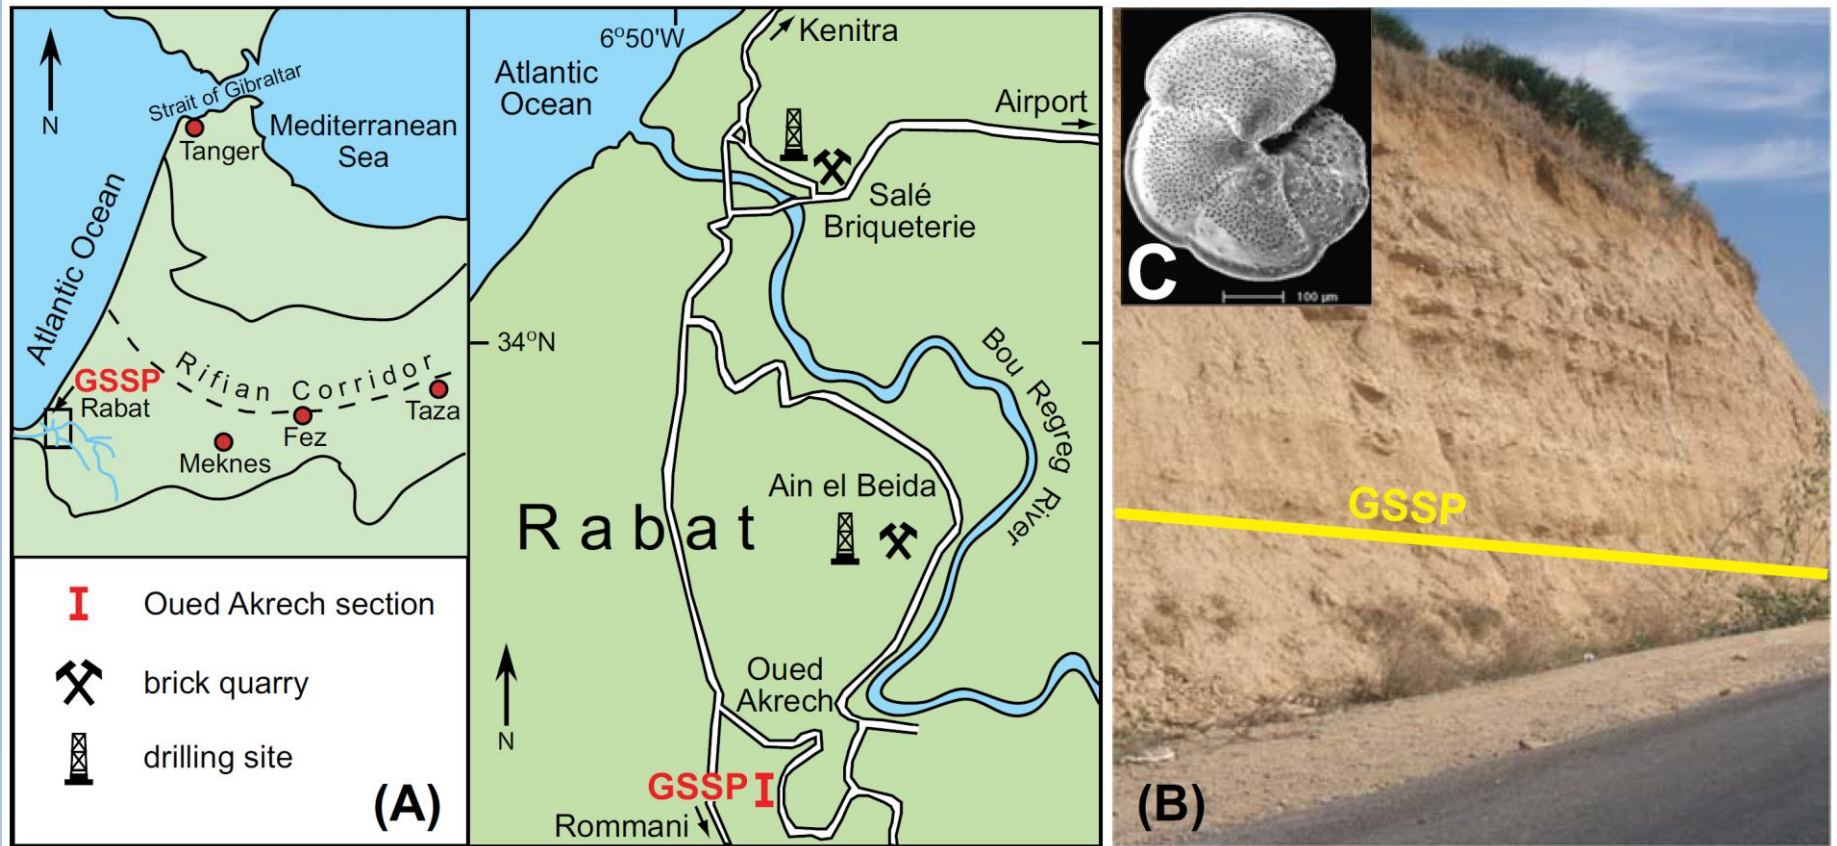 Strait of Gibraltar
N
Tanger
Mediterranean
Sea
Atlantic Ocean
Rifian Corridor
GSSP
Rabat
Taza
Fez
Meknes
Oued Akrech section
brick quarry
drilling site
(A)
6°50'W
Kenitra
Atlantic
Ocean
Airport
Salé
Briqueterie
34°N
Bou Regreg River
Ain el Beida
Rabat
Oued
Akrech
N
GSSP
Rommani
C
100 µm
GSSP
(B)